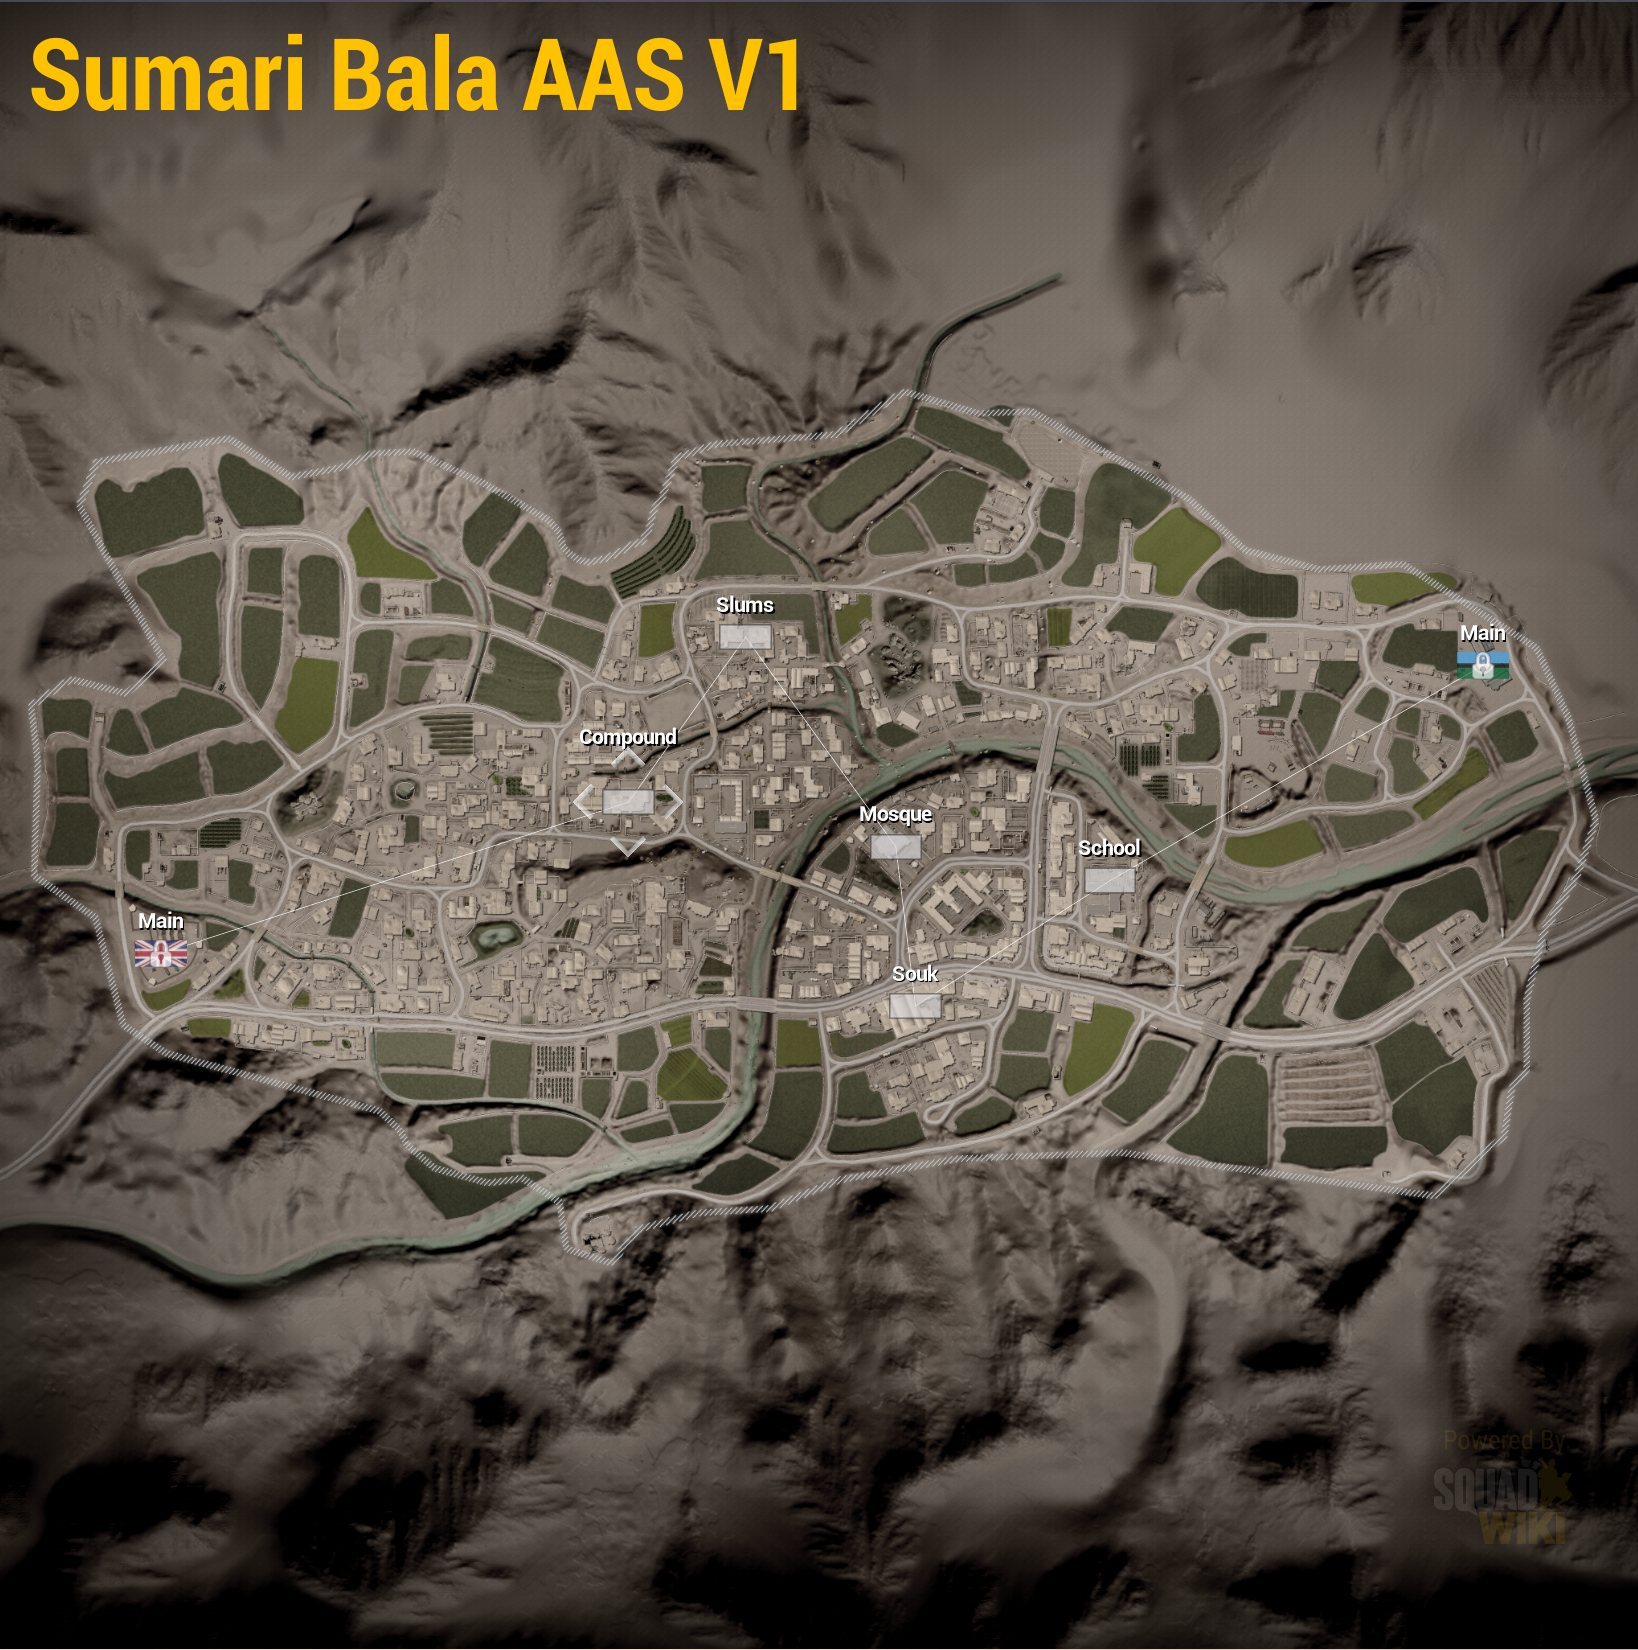 Sumari Bala AAS V1
Slums
Main
Compound
Mosque
School
Main
Souk
Powered By
SQUAD
WIKI